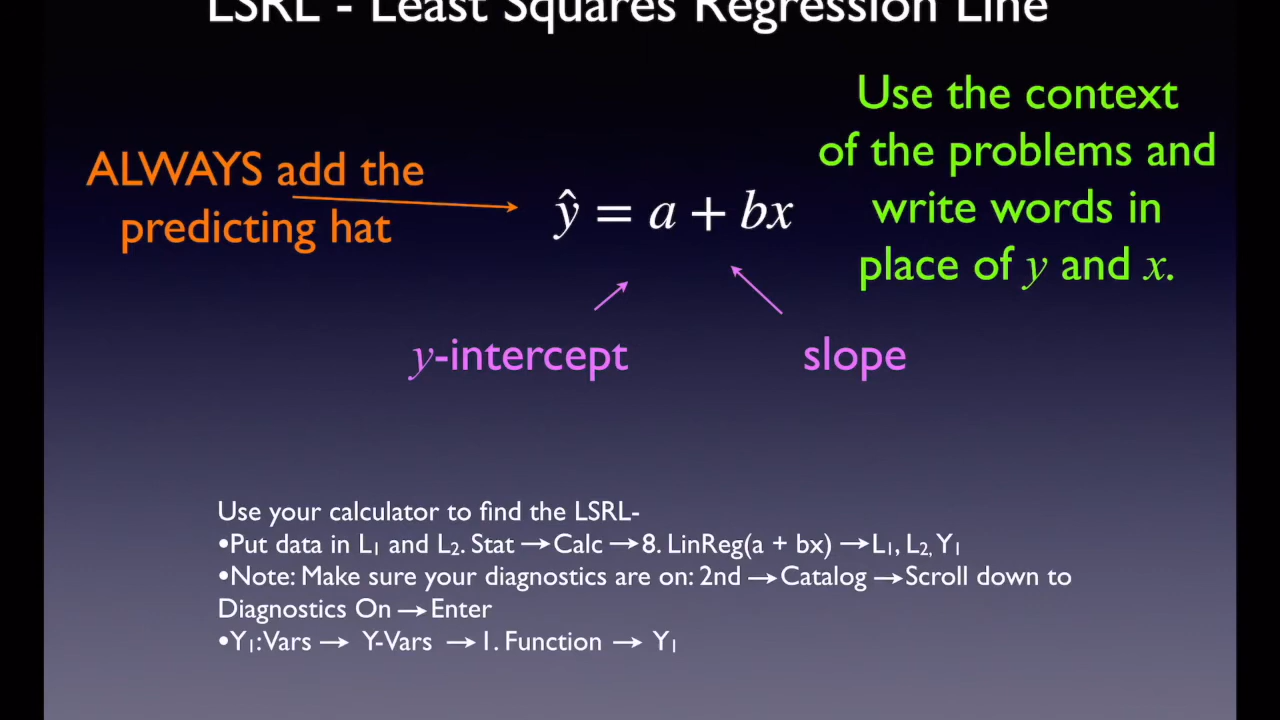 LSRL - Least Squares Regression Line
ALWAYS add the
predicting hat
ŷ = a + bx
Use the context
of the problems and
write words in
place of y and x.
y-intercept
slope
Use your calculator to find the LSRL-
•Put data in L₁ and L₂. Stat →Calc →8. LinReg(a + bx) →L₁, L₂, Y₁
•Note: Make sure your diagnostics are on: 2nd →Catalog →Scroll down to
Diagnostics On →Enter
•Y₁: Vars → Y-Vars →1. Function → Y₁